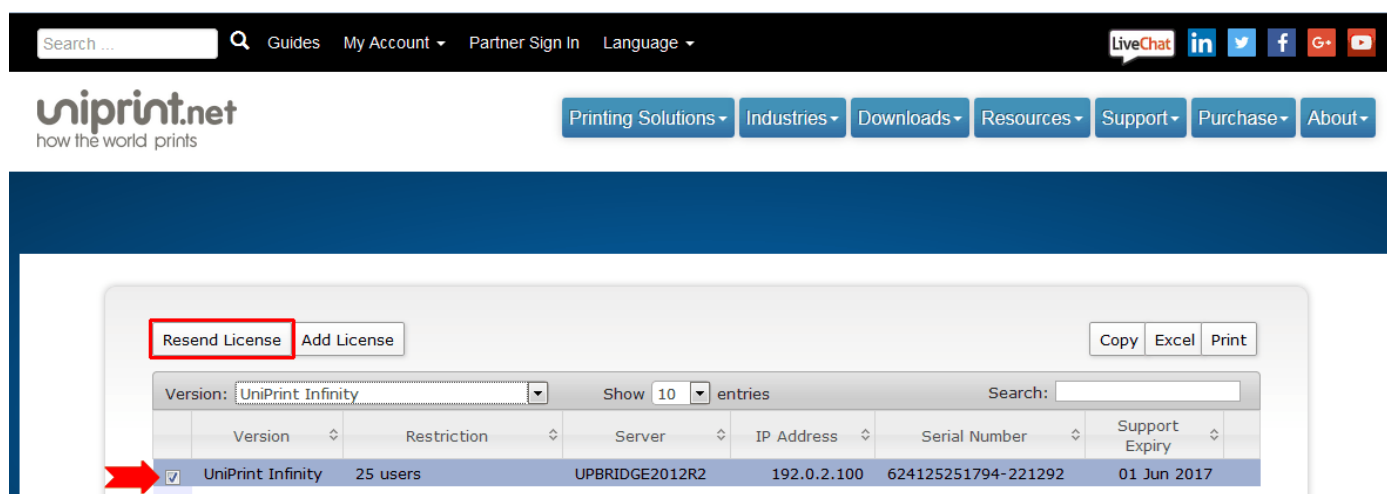 Search ... Guides My Account Partner Sign In Language LiveChat in f G+
uniprint.net
how the world prints
Printing Solutions Industries Downloads Resources Support Purchase About
Resend License Add License Copy Excel Print
Version: UniPrint Infinity Show 10 entries Search:
Version Restriction Server IP Address Serial Number Support Expiry
UniPrint Infinity 25 users UPBRIDGE2012R2 192.0.2.100 624125251794-221292 01 Jun 2017